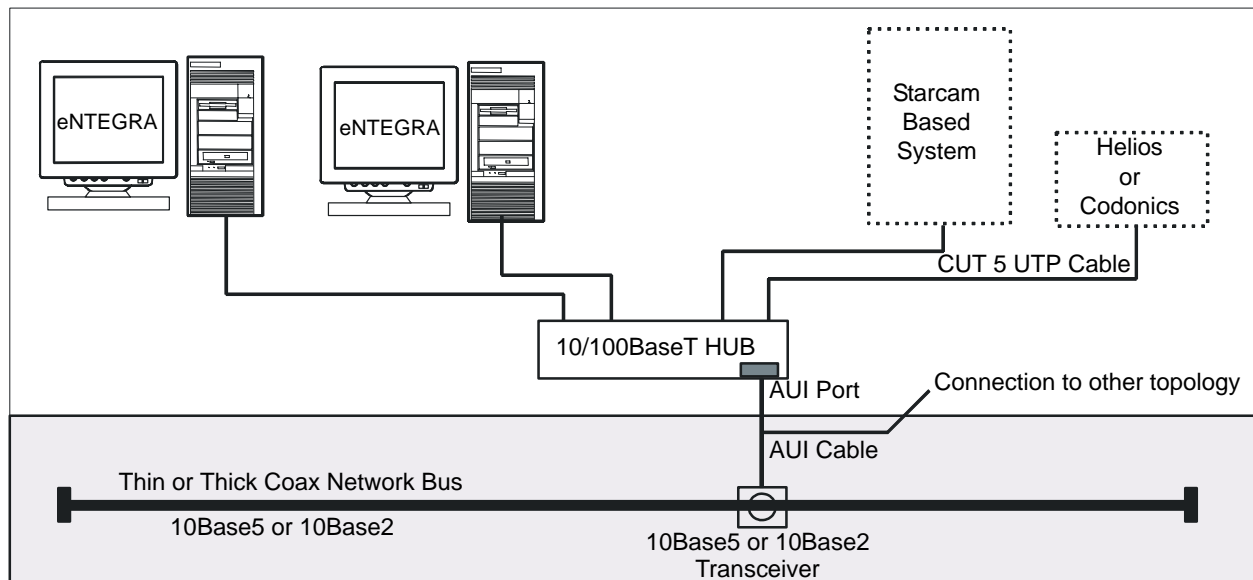 eNTEGRA
eNTEGRA
Starcam
Based
System
Helios
or
Codonics
CUT 5 UTP Cable
10/100BaseT HUB
AUI Port
Connection to other topology
AUI Cable
Thin or Thick Coax Network Bus
10Base5 or 10Base2
10Base5 or 10Base2
Transceiver